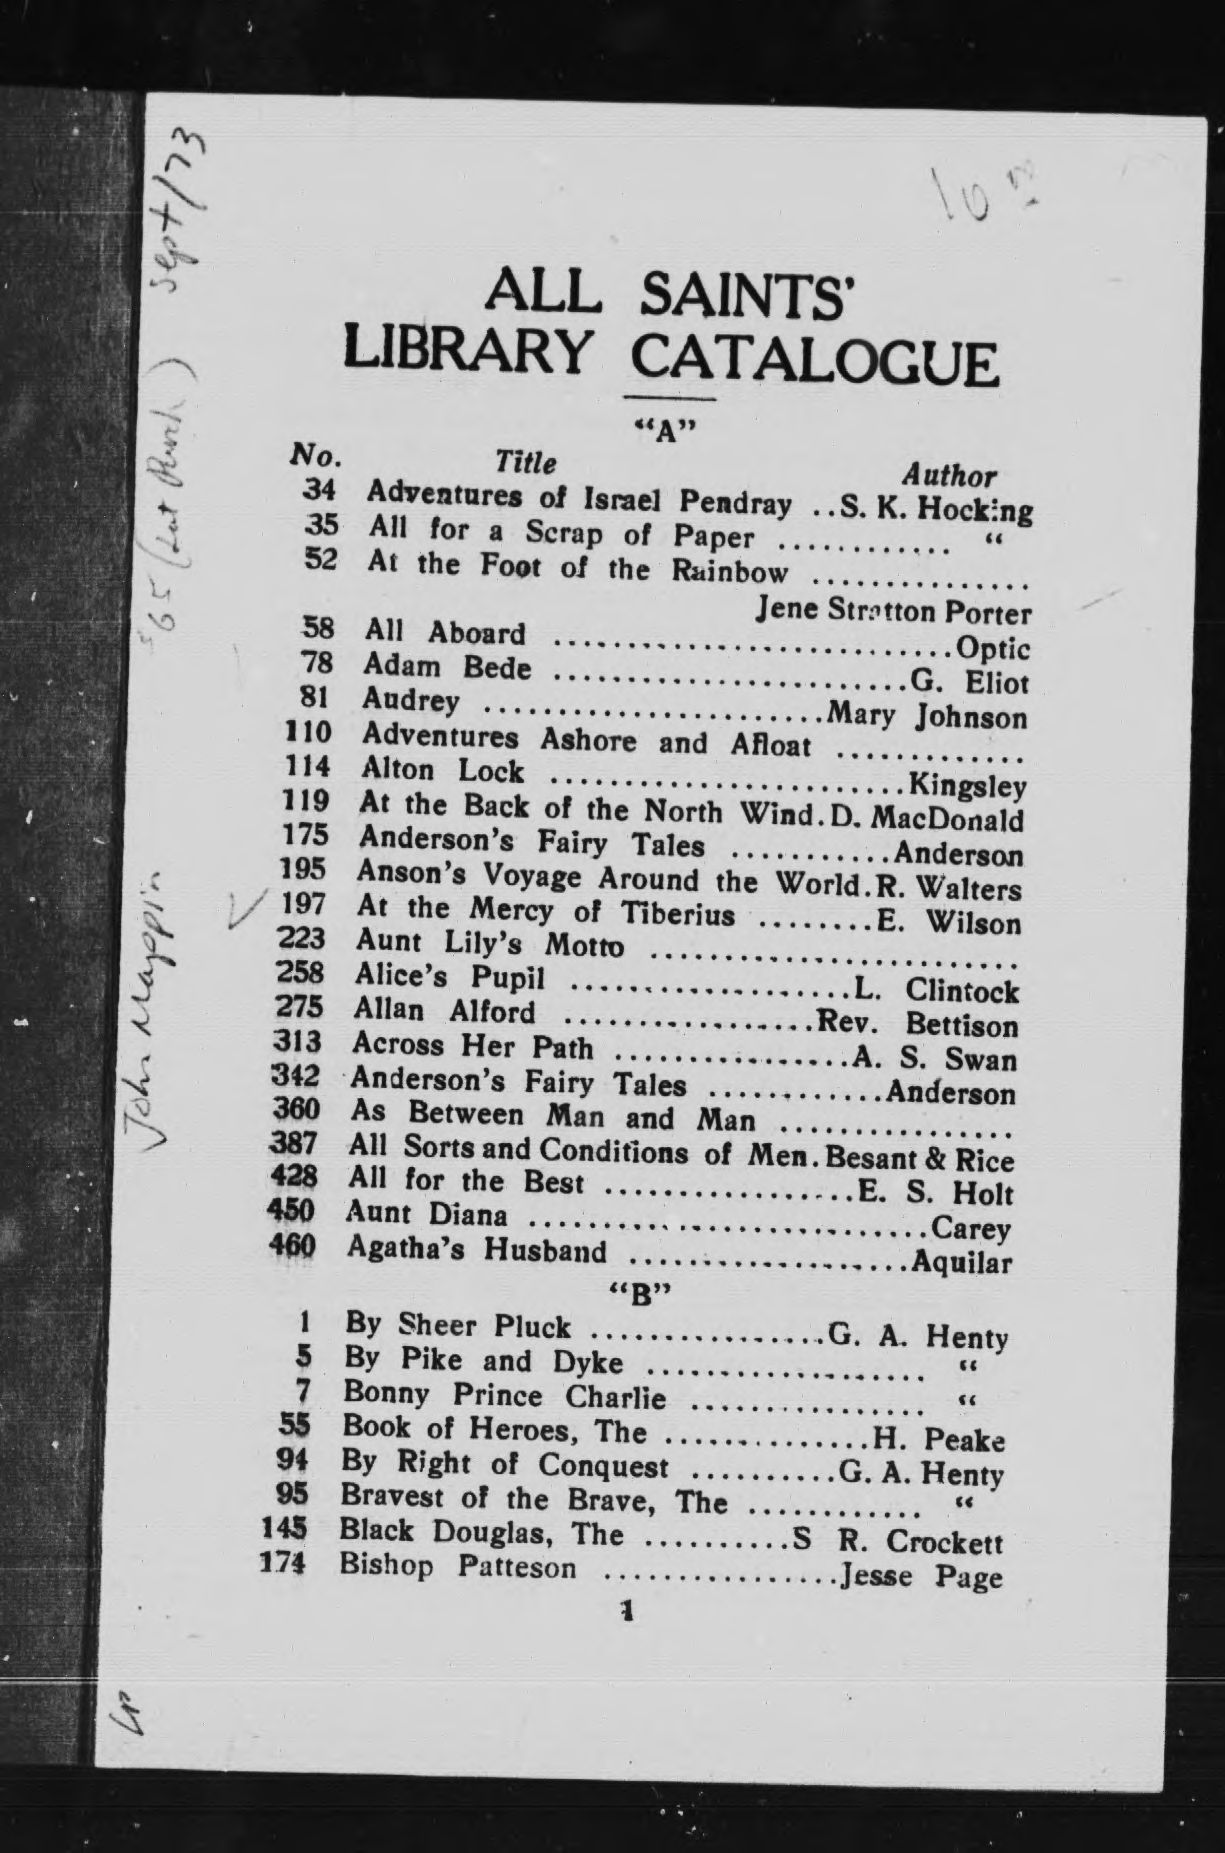 John Mappin $65 (Lot Purch) Sept/73
ALL SAINTS'
LIBRARY CATALOGUE
“A”
No. Title Author
34 Adventures of Israel Pendray ..S. K. Hocking
35 All for a Scrap of Paper ............ “
52 At the Foot of the Rainbow ...............
Jene Stratton Porter
58 All Aboard ...........................Optic
78 Adam Bede ........................G. Eliot
81 Audrey .......................Mary Johnson
110 Adventures Ashore and Afloat .............
114 Alton Lock ........................Kingsley
119 At the Back of the North Wind.D. MacDonald
175 Anderson's Fairy Tales ...........Anderson
195 Anson's Voyage Around the World.R. Walters
197 At the Mercy of Tiberius ........E. Wilson
223 Aunt Lily's Motto .........................
258 Alice's Pupil ...................L. Clintock
275 Allan Alford .................Rev. Bettison
313 Across Her Path ................A. S. Swan
342 Anderson's Fairy Tales ............Anderson
360 As Between Man and Man ................
387 All Sorts and Conditions of Men.Besant & Rice
428 All for the Best .................E. S. Holt
450 Aunt Diana ...........................Carey
460 Agatha's Husband ...................Aquilar
“B”
1 By Sheer Pluck ................G. A. Henty
5 By Pike and Dyke ................... “
7 Bonny Prince Charlie ................ “
55 Book of Heroes, The ..............H. Peake
94 By Right of Conquest ..........G. A. Henty
95 Bravest of the Brave, The ............ “
145 Black Douglas, The ..........S R. Crockett
174 Bishop Patteson ................Jesse Page
1